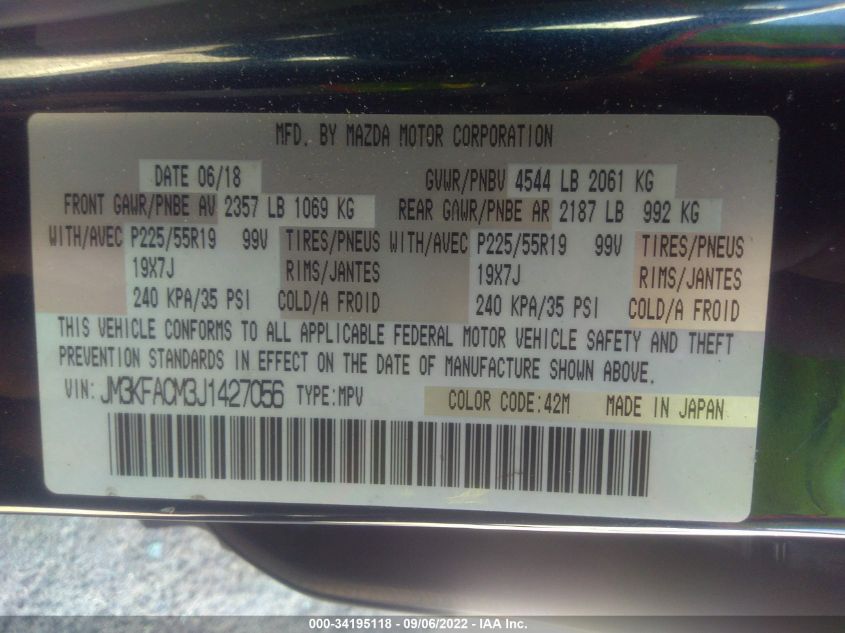 MFD. BY MAZDA MOTOR CORPORATION
DATE 06/18 GVWR/PNBV 4544 LB 2061 KG
FRONT GAWR/PNBE AV 2357 LB 1069 KG REAR GAWR/PNBE AR 2187 LB 992 KG
WITH/AVEC P225/55R19 99V TIRES/PNEUS WITH/AVEC P225/55R19 99V TIRES/PNEUS
19X7J RIMS/JANTES 19X7J RIMS/JANTES
240 KPA/35 PSI COLD/A FROID 240 KPA/35 PSI COLD/A FROID
THIS VEHICLE CONFORMS TO ALL APPLICABLE FEDERAL MOTOR VEHICLE SAFETY AND THEFT
PREVENTION STANDARDS IN EFFECT ON THE DATE OF MANUFACTURE SHOWN ABOVE.
VIN: JM3KFACM3J1427056 TYPE:MPV COLOR CODE:42M MADE IN JAPAN
000-34195118 - 09/06/2022 - IAA Inc.